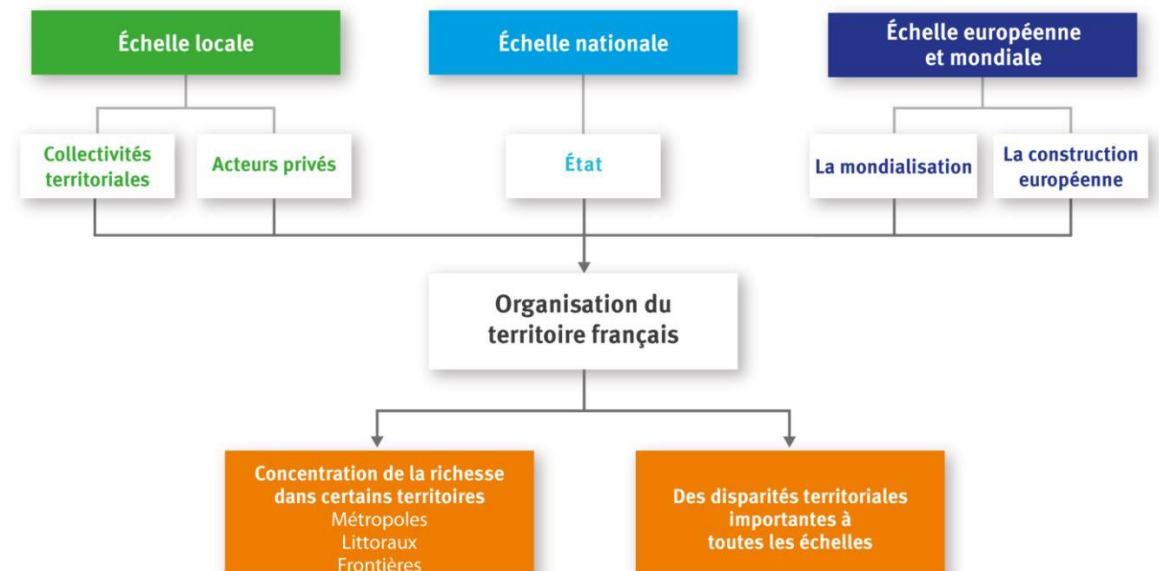 Échelle locale
Échelle nationale
Échelle européenne
et mondiale
Collectivités
territoriales
Acteurs privés
État
La mondialisation
La construction
européenne
Organisation du
territoire français
Concentration de la richesse
dans certains territoires
Métropoles
Littoraux
Frontières
Des disparités territoriales
importantes à
toutes les échelles